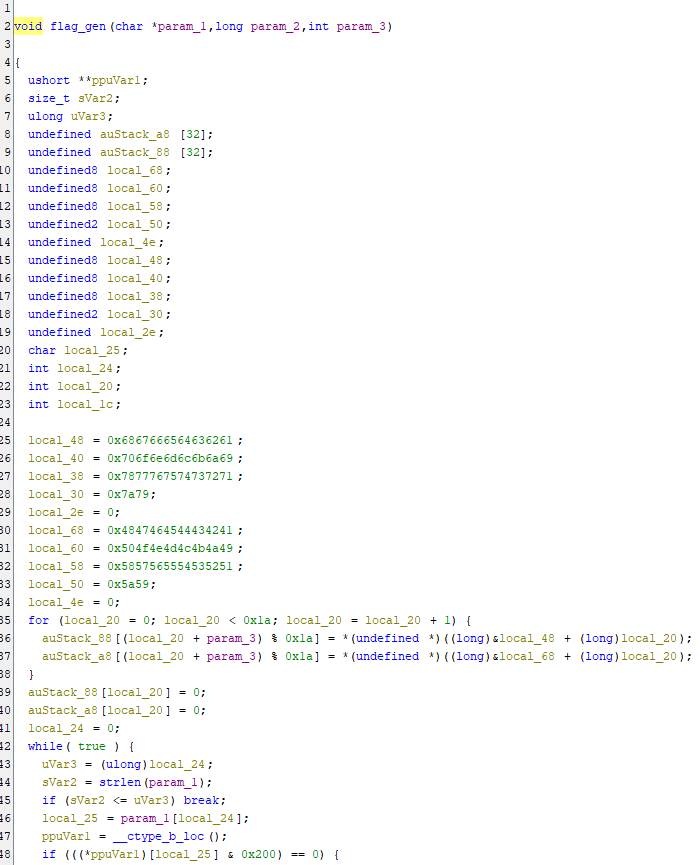 1
2 void flag_gen(char *param_1,long param_2,int param_3)
3
4 {
5 ushort **ppuVar1;
6 size_t sVar2;
7 ulong uVar3;
8 undefined auStack_a8 [32];
9 undefined auStack_88 [32];
10 undefined8 local_68;
11 undefined8 local_60;
12 undefined8 local_58;
13 undefined2 local_50;
14 undefined local_4e;
15 undefined8 local_48;
16 undefined8 local_40;
17 undefined8 local_38;
18 undefined2 local_30;
19 undefined local_2e;
20 char local_25;
21 int local_24;
22 int local_20;
23 int local_1c;
24
25 local_48 = 0x6867666564636261;
26 local_40 = 0x706f6e6d6c6b6a69;
27 local_38 = 0x7877767574737271;
28 local_30 = 0x7a79;
29 local_2e = 0;
30 local_68 = 0x4847464544434241;
31 local_60 = 0x504f4e4d4c4b4a49;
32 local_58 = 0x5857565554535251;
33 local_50 = 0x5a59;
34 local_4e = 0;
35 for (local_20 = 0; local_20 < 0x1a; local_20 = local_20 + 1) {
36 auStack_88[(local_20 + param_3) % 0x1a] = *(undefined *)((long)&local_48 + (long)local_20);
37 auStack_a8[(local_20 + param_3) % 0x1a] = *(undefined *)((long)&local_68 + (long)local_20);
38 }
39 auStack_88[local_20] = 0;
40 auStack_a8[local_20] = 0;
41 local_24 = 0;
42 while( true ) {
43 uVar3 = (ulong)local_24;
44 sVar2 = strlen(param_1);
45 if (sVar2 <= uVar3) break;
46 local_25 = param_1[local_24];
47 ppuVar1 = __ctype_b_loc();
48 if (((*ppuVar1)[local_25] & 0x200) == 0) {